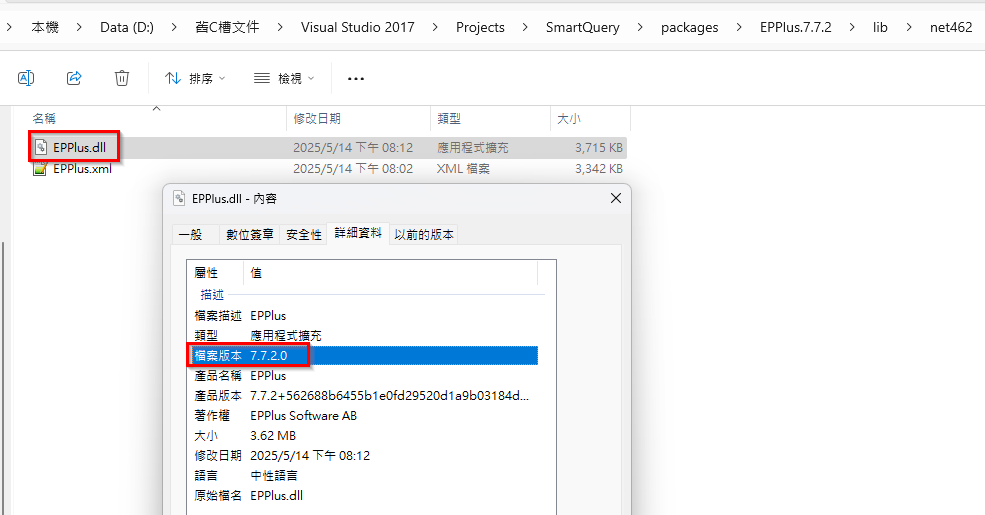 本機 > Data (D:) > 舊C槽文件 > Visual Studio 2017 > Projects > SmartQuery > packages > EPPlus.7.7.2 > lib > net462
排序 檢視 ...
名稱 修改日期 類型 大小
EPPlus.dll 2025/5/14 下午 08:12 應用程式擴充 3,715 KB
EPPlus.xml 2025/5/14 下午 08:02 XML 檔案 3,342 KB
EPPlus.dll - 內容
一般 數位簽章 安全性 詳細資料 以前的版本
屬性 值
描述
檔案描述 EPPlus
類型 應用程式擴充
檔案版本 7.7.2.0
產品名稱 EPPlus
產品版本 7.7.2+562688b6455b1e0fd29520d1a9b03184d...
著作權 EPPlus Software AB
大小 3.62 MB
修改日期 2025/5/14 下午 08:12
語言 中性語言
原始檔名 EPPlus.dll